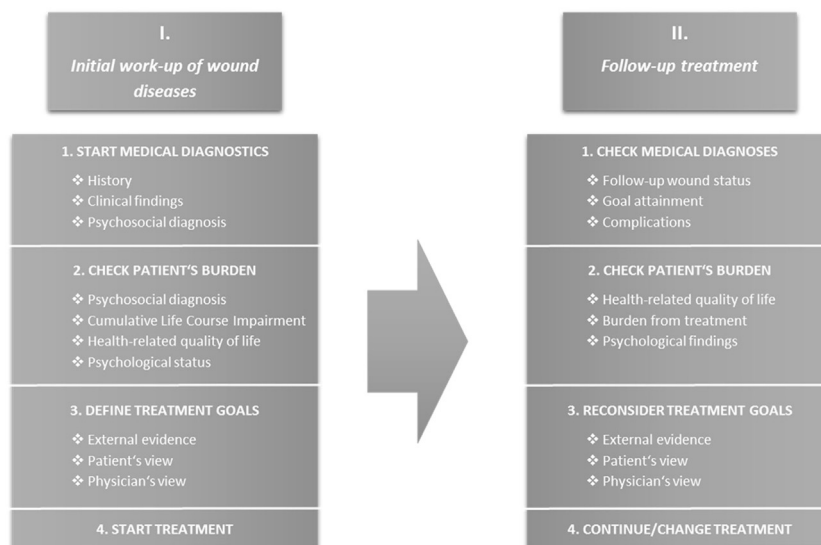 I.
Initial work-up of wound
diseases
1. START MEDICAL DIAGNOSTICS
❖ History
❖ Clinical findings
❖ Psychosocial diagnosis
2. CHECK PATIENT‘S BURDEN
❖ Psychosocial diagnosis
❖ Cumulative Life Course Impairment
❖ Health-related quality of life
❖ Psychological status
3. DEFINE TREATMENT GOALS
❖ External evidence
❖ Patient‘s view
❖ Physician‘s view
4. START TREATMENT
II.
Follow-up treatment
1. CHECK MEDICAL DIAGNOSES
❖ Follow-up wound status
❖ Goal attainment
❖ Complications
2. CHECK PATIENT‘S BURDEN
❖ Health-related quality of life
❖ Burden from treatment
❖ Psychological findings
3. RECONSIDER TREATMENT GOALS
❖ External evidence
❖ Patient‘s view
❖ Physician‘s view
4. CONTINUE/CHANGE TREATMENT